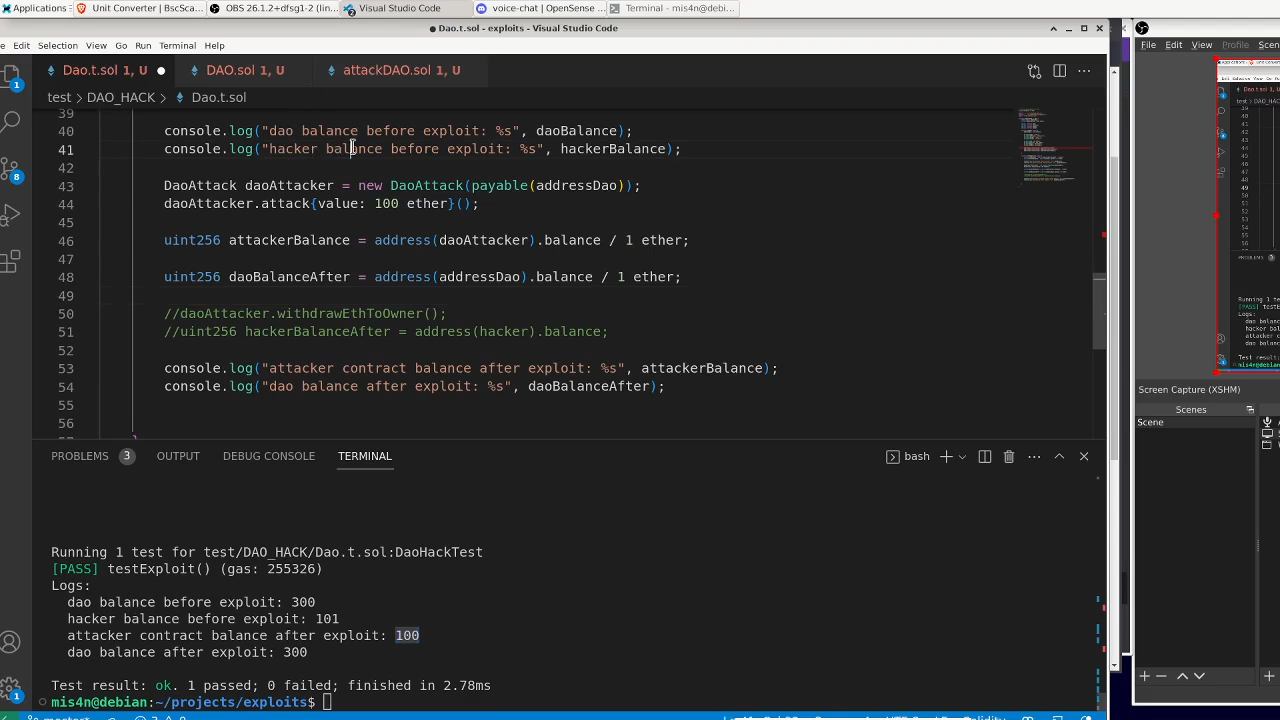 Applications
Unit Converter | BscSca...
OBS 26.1.2+dfsg1-2 (lin...
Visual Studio Code
voice-chat | OpenSense ...
Terminal - mis4n@debi...
Dao.t.sol - exploits - Visual Studio Code
Edit Selection View Go Run Terminal Help
Dao.t.sol 1, U
DAO.sol 1, U
attackDAO.sol 1, U
test > DAO_HACK > Dao.t.sol
39
40 console.log("dao balance before exploit: %s", daoBalance);
41 console.log("hacker balance before exploit: %s", hackerBalance);
42
43 DaoAttack daoAttacker = new DaoAttack(payable(addressDao));
44 daoAttacker.attack{value: 100 ether}();
45
46 uint256 attackerBalance = address(daoAttacker).balance / 1 ether;
47
48 uint256 daoBalanceAfter = address(addressDao).balance / 1 ether;
49
50 //daoAttacker.withdrawEthToOwner();
51 //uint256 hackerBalanceAfter = address(hacker).balance;
52
53 console.log("attacker contract balance after exploit: %s", attackerBalance);
54 console.log("dao balance after exploit: %s", daoBalanceAfter);
55
56
PROBLEMS 3 OUTPUT DEBUG CONSOLE TERMINAL
bash
Running 1 test for test/DAO_HACK/Dao.t.sol:DaoHackTest
[PASS] testExploit() (gas: 255326)
Logs:
dao balance before exploit: 300
hacker balance before exploit: 101
attacker contract balance after exploit: 100
dao balance after exploit: 300
Test result: ok. 1 passed; 0 failed; finished in 2.78ms
mis4n@debian:~/projects/exploits$
File Edit View Profile Scen
Screen Capture (XSHM)
Scenes
Scene